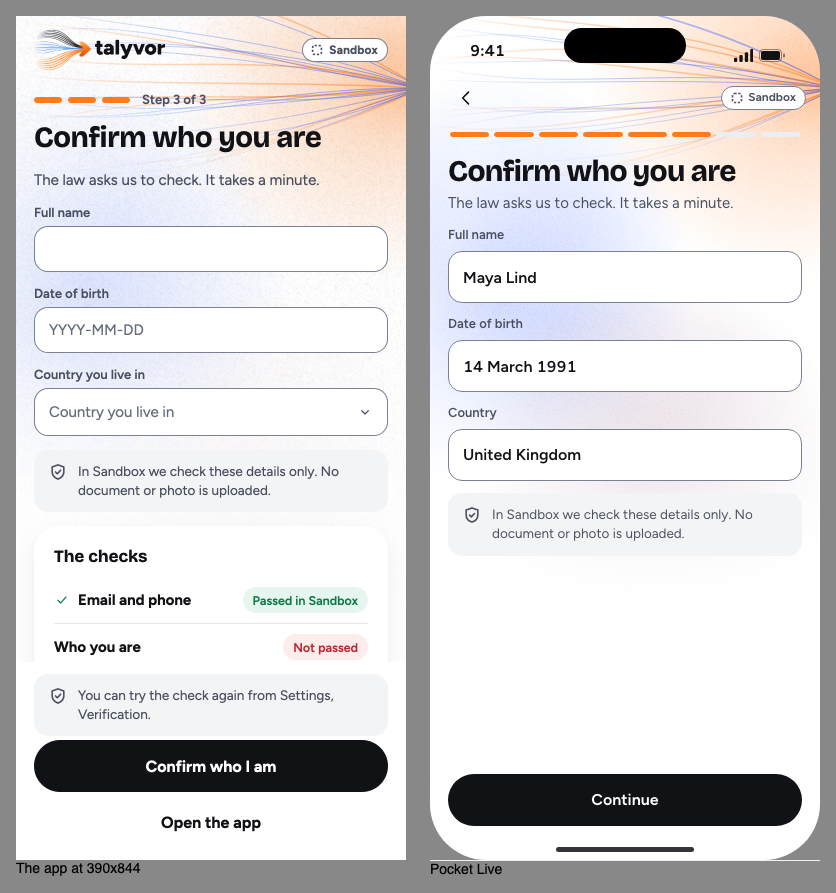 talyvor
Sandbox
Step 3 of 3
Confirm who you are
The law asks us to check. It takes a minute.
Full name
Date of birth
YYYY-MM-DD
Country you live in
Country you live in
In Sandbox we check these details only. No
document or photo is uploaded.
The checks
Email and phone
Passed in Sandbox
Who you are
Not passed
You can try the check again from Settings,
Verification.
Confirm who I am
Open the app
The app at 390x844
9:41
Sandbox
Confirm who you are
The law asks us to check. It takes a minute.
Full name
Maya Lind
Date of birth
14 March 1991
Country
United Kingdom
In Sandbox we check these details only. No
document or photo is uploaded.
Continue
Pocket Live